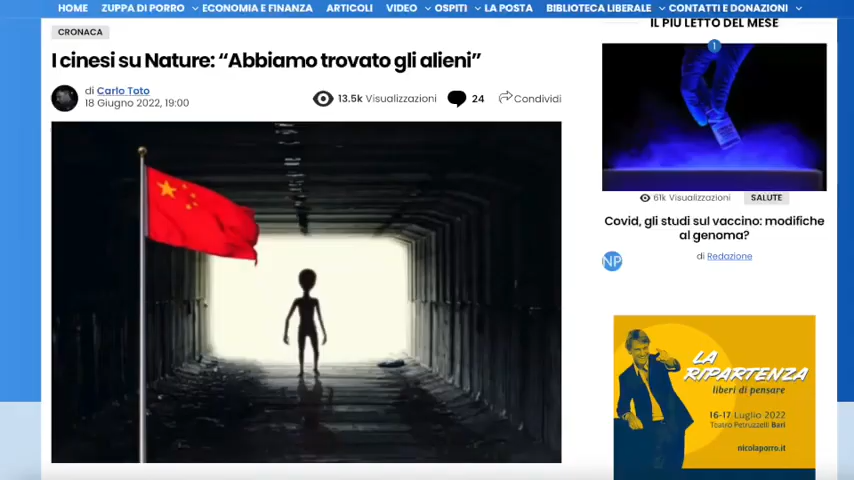 HOME ZUPPA DI PORRO ECONOMIA E FINANZA ARTICOLI VIDEO OSPITI LA POSTA BIBLIOTECA LIBERALE CONTATTI E DONAZIONI
CRONACA
I cinesi su Nature: “Abbiamo trovato gli alieni”
di Carlo Toto
18 Giugno 2022, 19:00
13.5k Visualizzazioni
24
Condividi
IL PIÙ LETTO DEL MESE
1
61k Visualizzazioni
SALUTE
Covid, gli studi sul vaccino: modifiche
al genoma?
di Redazione
NP
LA
RIPARTENZA
liberi di pensare
16-17 Luglio 2022
Teatro Petruzzelli Bari
nicolaporro.it